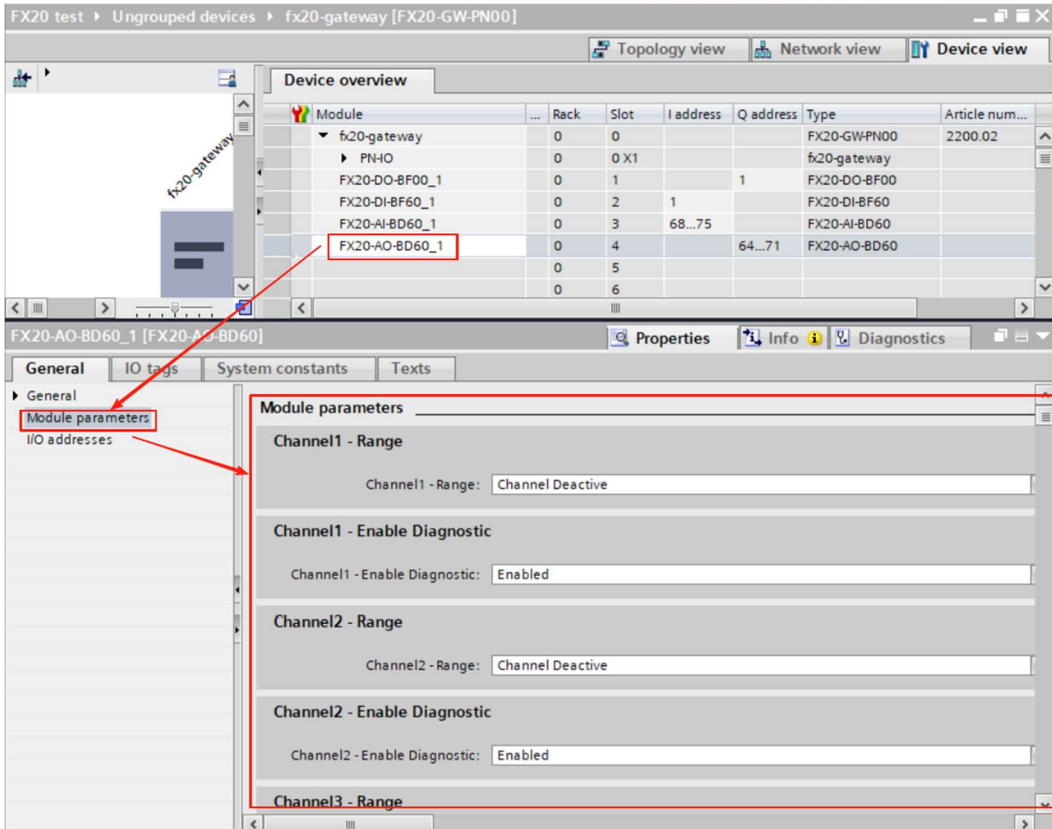 FX20 test ▸ Ungrouped devices ▸ fx20-gateway [FX20-GW-PN00]
Topology view Network view Device view
Device overview
Module ... Rack Slot I address Q address Type Article num...
fx20-gateway 0 0 FX20-GW-PN00 2200.02
PN-IO 0 0 X1 fx20-gateway
FX20-DO-BF00_1 0 1 1 FX20-DO-BF00
FX20-DI-BF60_1 0 2 1 FX20-DI-BF60
FX20-AI-BD60_1 0 3 68...75 FX20-AI-BD60
FX20-AO-BD60_1 0 4 64...71 FX20-AO-BD60
0 5
0 6
fx20-gateway
FX20-AO-BD60_1 [FX20-AO-BD60]
Properties Info Diagnostics
General IO tags System constants Texts
General
Module parameters
I/O addresses
Module parameters
Channel1 - Range
Channel1 - Range: Channel Deactive
Channel1 - Enable Diagnostic
Channel1 - Enable Diagnostic: Enabled
Channel2 - Range
Channel2 - Range: Channel Deactive
Channel2 - Enable Diagnostic
Channel2 - Enable Diagnostic: Enabled
Channel3 - Range